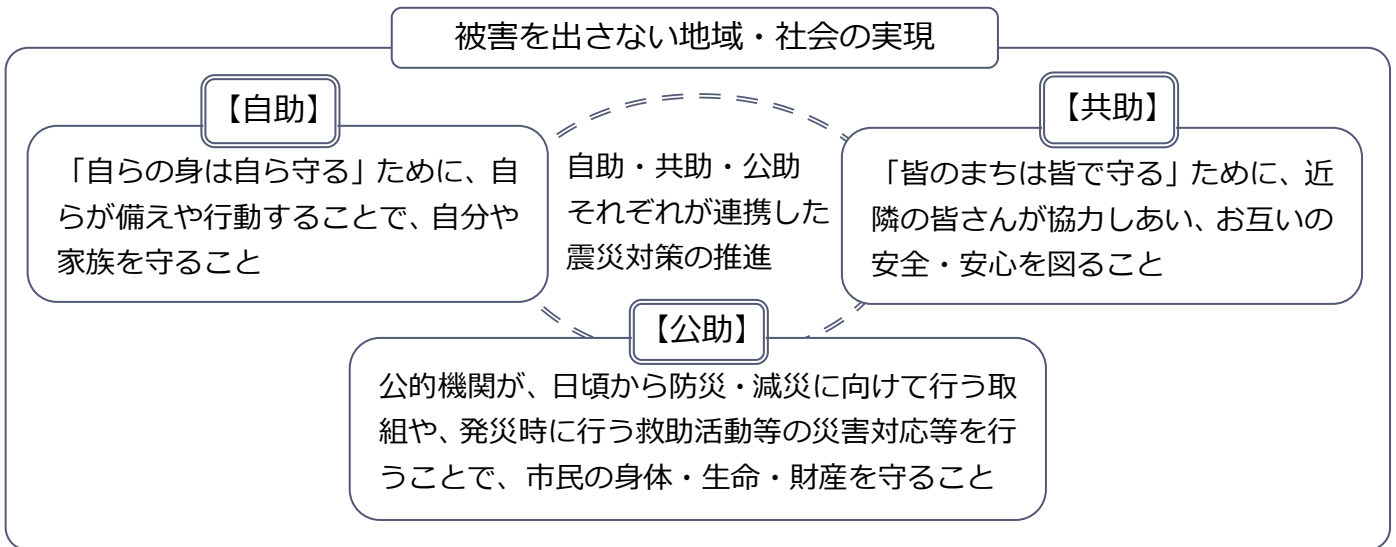 被害を出さない地域・社会の実現
【自助】
「自らの身は自ら守る」ために、自
らが備えや行動することで、自分や
家族を守ること
自助・共助・公助
それぞれが連携した
震災対策の推進
【共助】
「皆のまちは皆で守る」ために、近
隣の皆さんが協力しあい、お互いの
安全・安心を図ること
【公助】
公的機関が、日頃から防災・減災に向けて行う取
組や、発災時に行う救助活動等の災害対応等を行
うことで、市民の身体・生命・財産を守ること